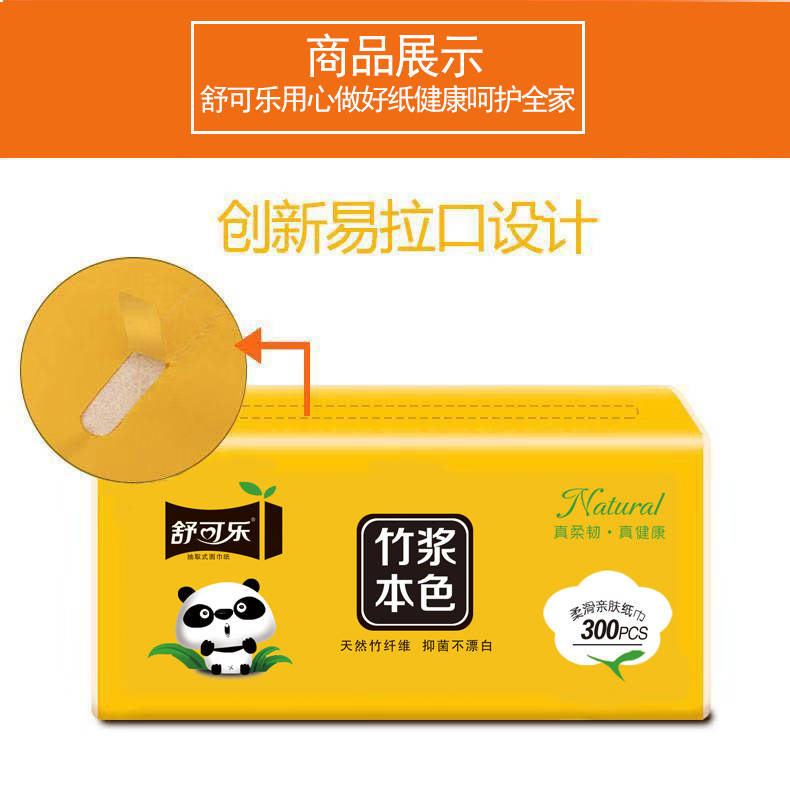 商品展示
舒可乐用心做好纸健康呵护全家
创新易拉口设计
舒可乐®
抽取式面巾纸
竹浆
本色
天然竹纤维 抑菌不漂白
Natural
真柔韧·真健康
柔滑亲肤纸巾
300PCS